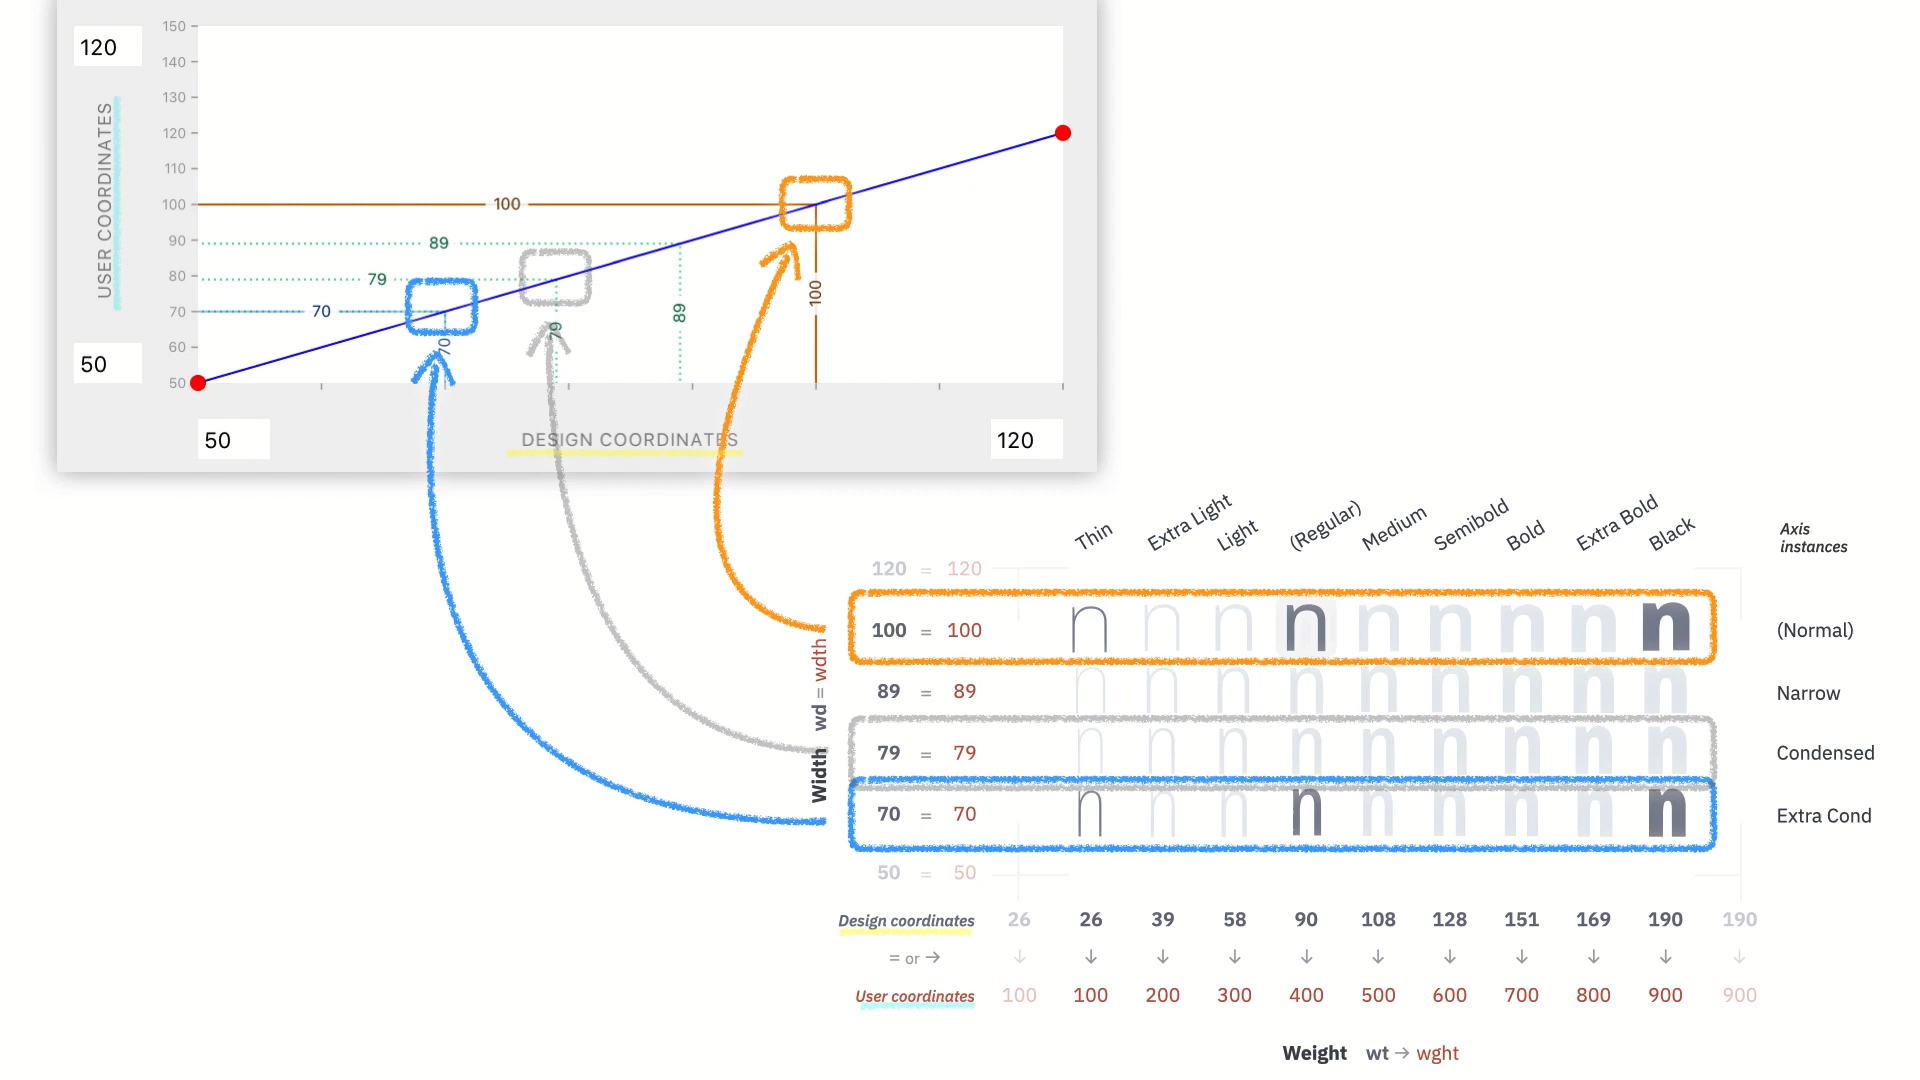 120
USER COORDINATES
50
150
140
130
120
110
100
90
80
70
60
50
100
89
79
70
100
89
79
70
50
DESIGN COORDINATES
120
Thin
Extra Light
Light
(Regular)
Medium
Semibold
Bold
Extra Bold
Black
Axis
instances
120 = 120
100 = 100
n n n n n n n n n
(Normal)
89 = 89
n n n n n n n n n
Narrow
79 = 79
n n n n n n n n n
Condensed
70 = 70
n n n n n n n n n
Extra Cond
50 = 50
Width wd = wdth
Design coordinates 26 26 39 58 90 108 128 151 169 190 190
= or → ↓ ↓ ↓ ↓ ↓ ↓ ↓ ↓ ↓ ↓ ↓
User coordinates 100 100 200 300 400 500 600 700 800 900 900
Weight wt → wght